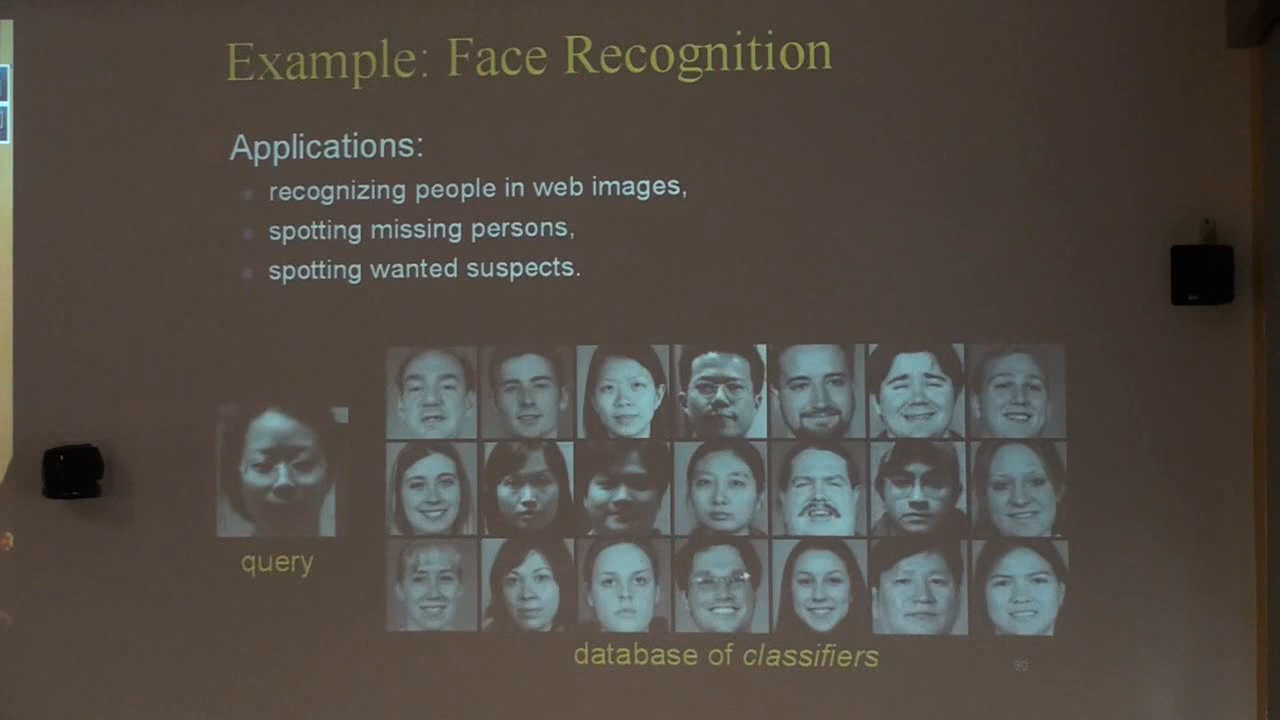 Example: Face Recognition
Applications:
recognizing people in web images,
spotting missing persons,
spotting wanted suspects.
query
database of classifiers
90